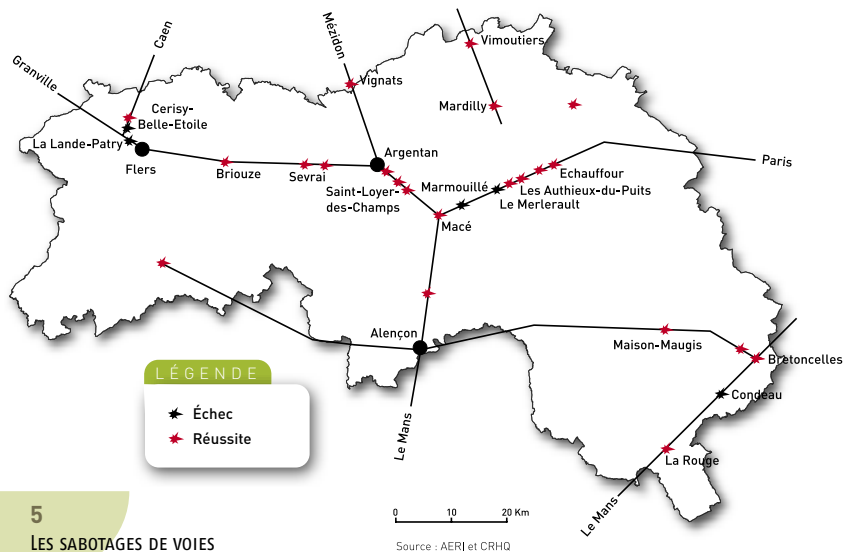 Caen
Granville
Mézidon
Vimoutiers
Vignats
Cerisy-
Belle-Etoile
Mardilly
La Lande-Patry
Flers
Argentan
Paris
Briouze
Sevrai
Marmouillé
Echauffour
Saint-Loyer-
des-Champs
Les Authieux-du-Puits
Le Merlerault
Macé
Alençon
Maison-Maugis
Bretoncelles
LÉGENDE
Échec
Réussite
Condeau
Le Mans
La Rouge
Le Mans
5
LES SABOTAGES DE VOIES
0 10 20 Km
Source : AERI et CRHQ